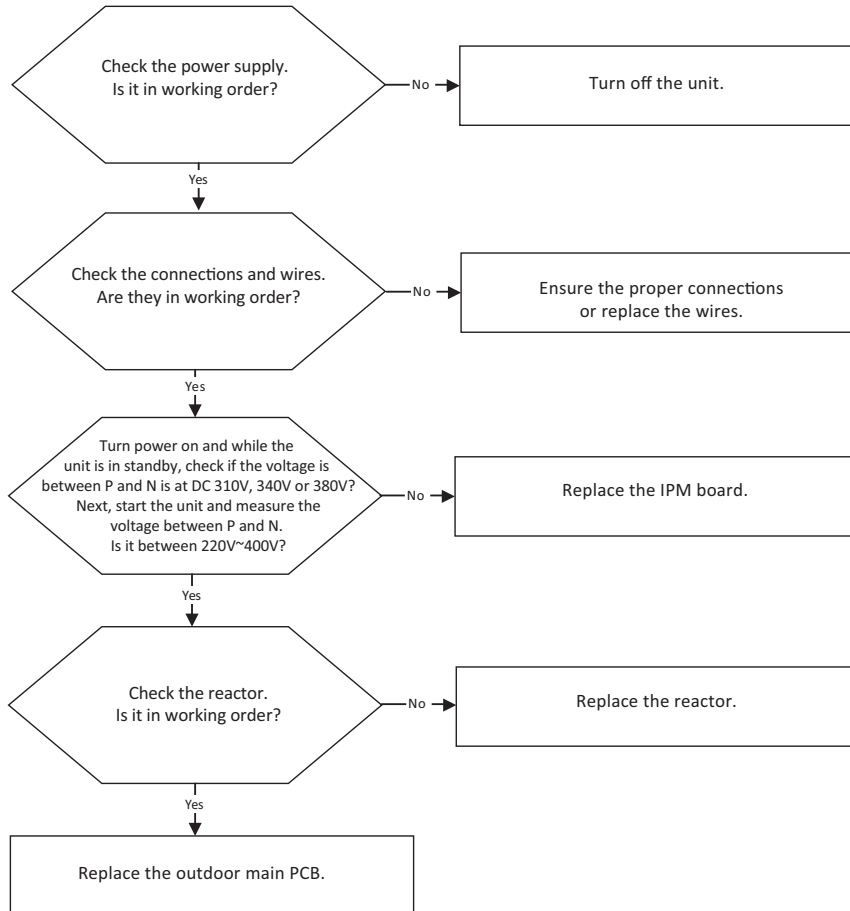 Check the power supply.
Is it in working order?
No
Turn off the unit.
Yes
Check the connections and wires.
Are they in working order?
No
Ensure the proper connections
or replace the wires.
Yes
Turn power on and while the
unit is in standby, check if the voltage is
between P and N is at DC 310V, 340V or 380V?
Next, start the unit and measure the
voltage between P and N.
Is it between 220V~400V?
No
Replace the IPM board.
Yes
Check the reactor.
Is it in working order?
No
Replace the reactor.
Yes
Replace the outdoor main PCB.